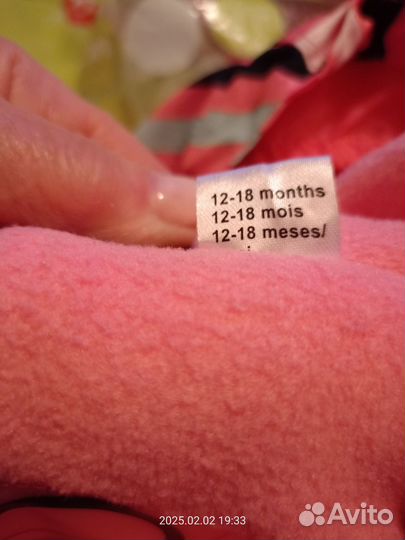 12-18 months
12-18 mois
12-18 meses/
2025.02.02 19:33
Avito